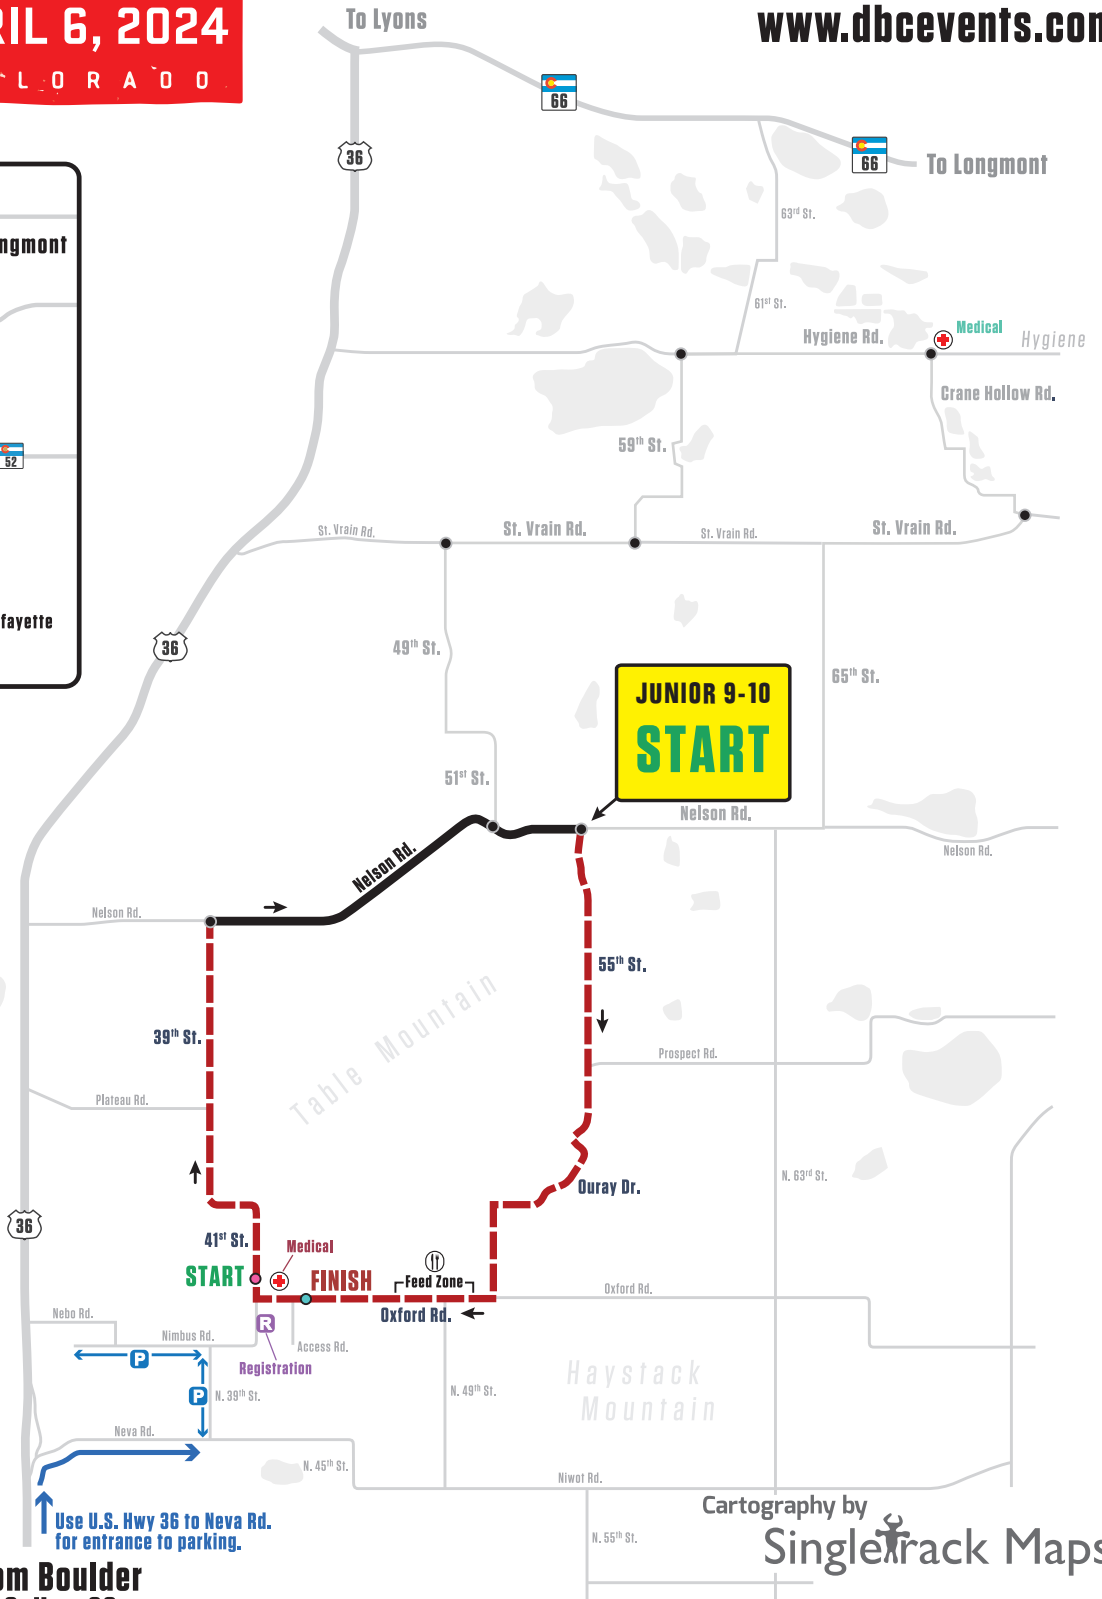 RIL 6, 2024
LORADO
www.dbcevents.com
To Lyons
66
36
66
To Longmont
63rd St.
ngmont
61st St.
Medical
Hygiene Rd.
Hygiene
Crane Hollow Rd.
59th St.
52
St. Vrain Rd.
St. Vrain Rd.
St. Vrain Rd.
St. Vrain Rd.
fayette
36
49th St.
65th St.
JUNIOR 9-10
START
51st St.
Nelson Rd.
Nelson Rd.
Nelson Rd.
Nelson Rd.
55th St.
Table Mountain
39th St.
Prospect Rd.
Plateau Rd.
N. 63rd St.
Ouray Dr.
36
41st St.
Medical
START
FINISH
Feed Zone
Oxford Rd.
Oxford Rd.
Nebo Rd.
R
Nimbus Rd.
Access Rd.
P
Registration
Haystack
Mountain
P
N. 39th St.
N. 49th St.
Neva Rd.
N. 45th St.
Niwot Rd.
Use U.S. Hwy 36 to Neva Rd.
for entrance to parking.
Cartography by
Singletrack Maps
N. 55th St.
om Boulder